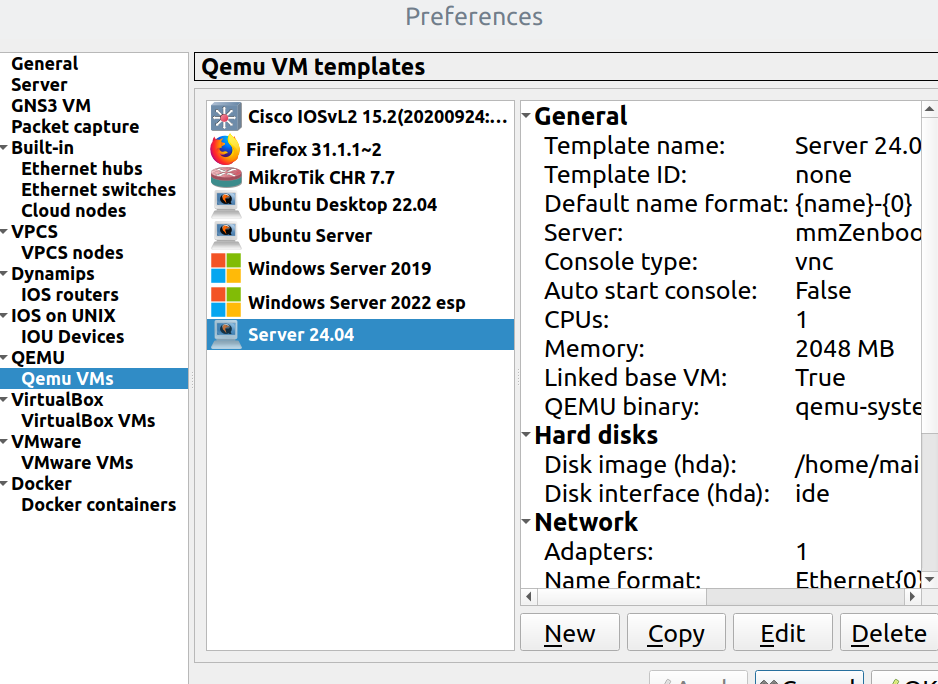 Preferences
General
Server
GNS3 VM
Packet capture
Built-in
Ethernet hubs
Ethernet switches
Cloud nodes
VPCS
VPCS nodes
Dynamips
IOS routers
IOS on UNIX
IOU Devices
QEMU
Qemu VMs
VirtualBox
VirtualBox VMs
VMware
VMware VMs
Docker
Docker containers
Qemu VM templates
Cisco IOSvL2 15.2(20200924:...
Firefox 31.1.1~2
MikroTik CHR 7.7
Ubuntu Desktop 22.04
Ubuntu Server
Windows Server 2019
Windows Server 2022 esp
Server 24.04
General
Template name: Server 24.0
Template ID: none
Default name format: {name}-{0}
Server: mmZenboo
Console type: vnc
Auto start console: False
CPUs: 1
Memory: 2048 MB
Linked base VM: True
QEMU binary: qemu-syste
Hard disks
Disk image (hda): /home/mai
Disk interface (hda): ide
Network
Adapters: 1
Name format: Ethernet{0}
New Copy Edit Delete